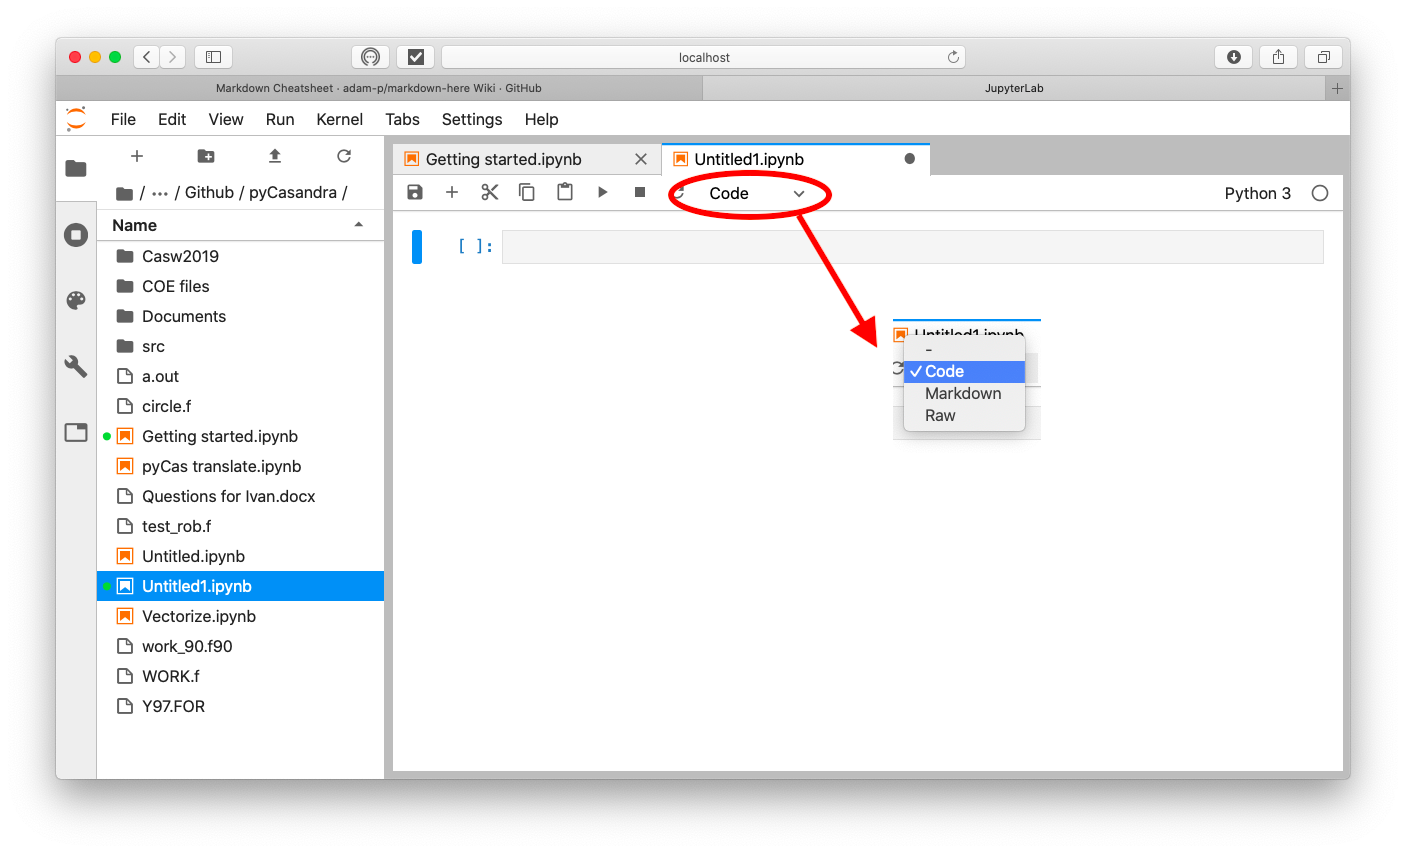 localhost
Markdown Cheatsheet · adam-p/markdown-here Wiki · GitHub
JupyterLab
File Edit View Run Kernel Tabs Settings Help
/ ··· / Github / pyCasandra /
Name
Casw2019
COE files
Documents
src
a.out
circle.f
Getting started.ipynb
pyCas translate.ipynb
Questions for Ivan.docx
test_rob.f
Untitled.ipynb
Untitled1.ipynb
Vectorize.ipynb
work_90.f90
WORK.f
Y97.FOR
Getting started.ipynb
Untitled1.ipynb
Code
Python 3
[ ]:
Untitled1.ipynb
-
✓ Code
Markdown
Raw